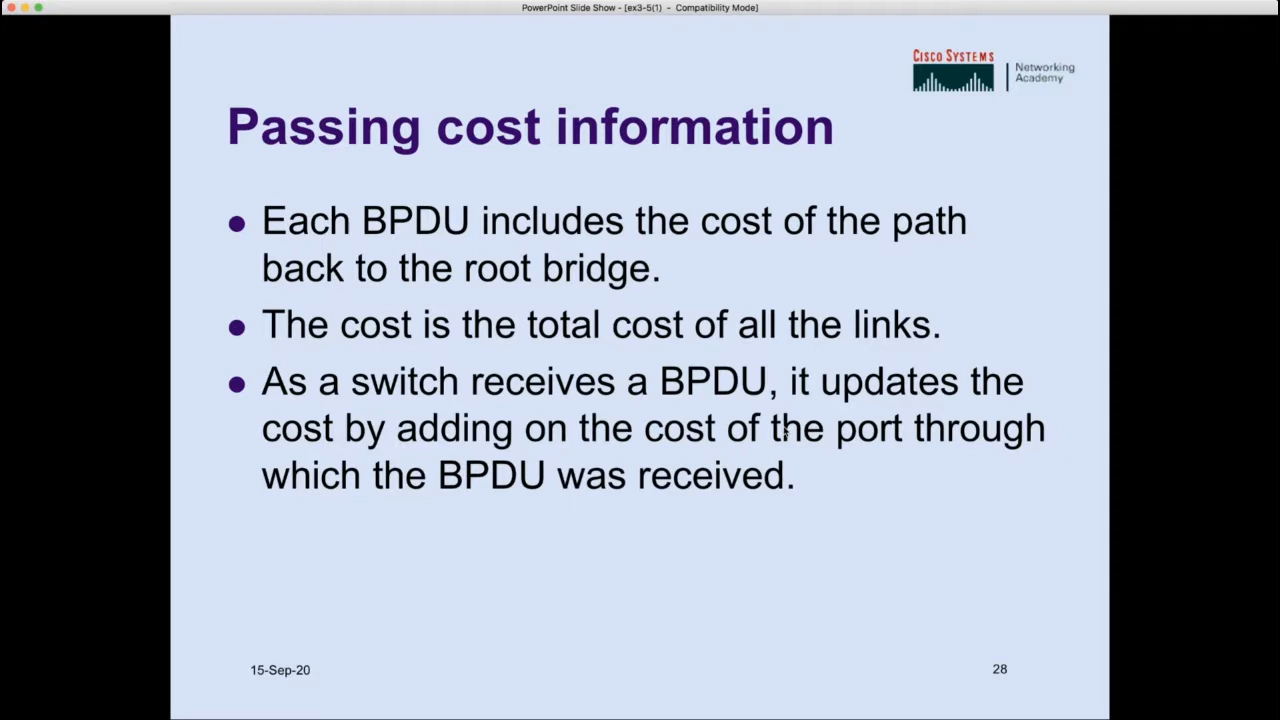 PowerPoint Slide Show - [ex3-5(1) - Compatibility Mode]
CISCO SYSTEMS
Networking
Academy
Passing cost information
● Each BPDU includes the cost of the path
back to the root bridge.
● The cost is the total cost of all the links.
● As a switch receives a BPDU, it updates the
cost by adding on the cost of the port through
which the BPDU was received.
15-Sep-20
28